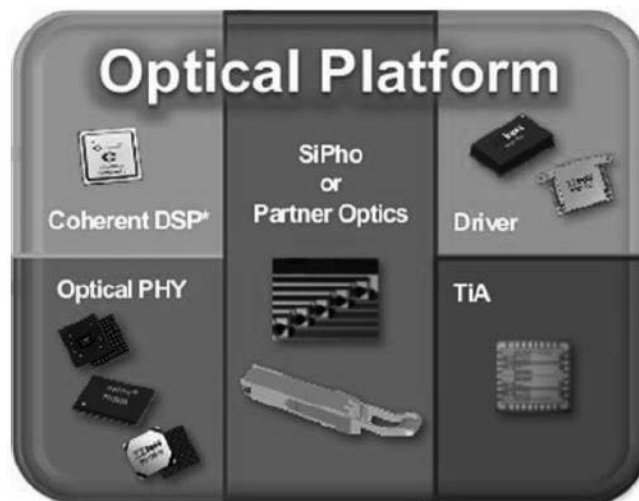 Optical Platform
Coherent DSP*
SiPho
or
Partner Optics
Driver
Optical PHY
TiA